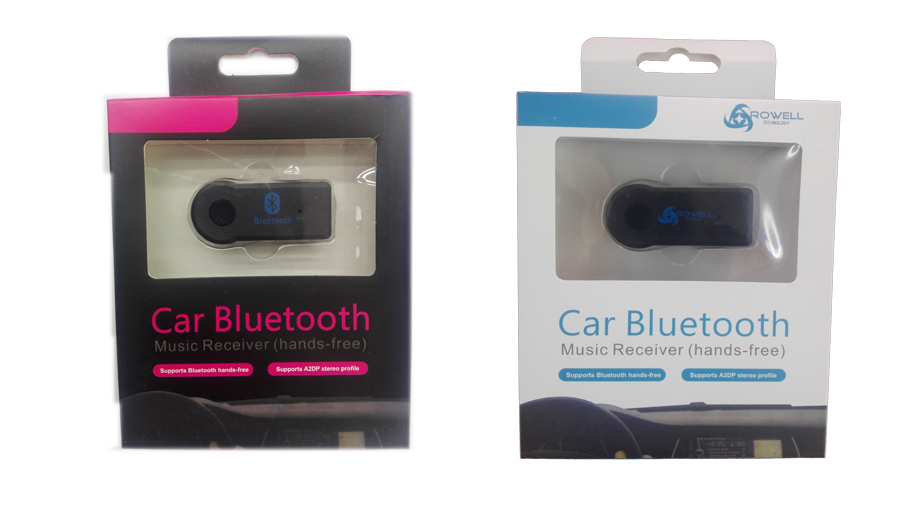 Bluetooth
Car Bluetooth
Music Receiver (hands-free)
Supports Bluetooth hands-free
Supports A2DP stereo profile
ROWELL
TECHNOLOGY
ROWELL
Car Bluetooth
Music Receiver (hands-free)
Supports Bluetooth hands-free
Supports A2DP stereo profile